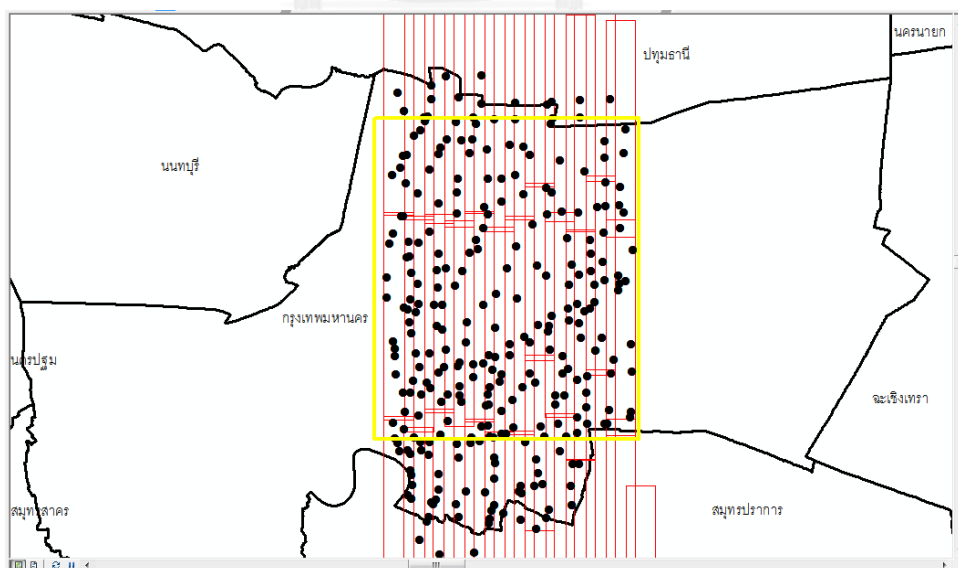 นครนายก
ปทุมธานี
นนทบุรี
กรุงเทพมหานคร
นครปฐม
ฉะเชิงเทรา
สมุทรสาคร
สมุทรปราการ